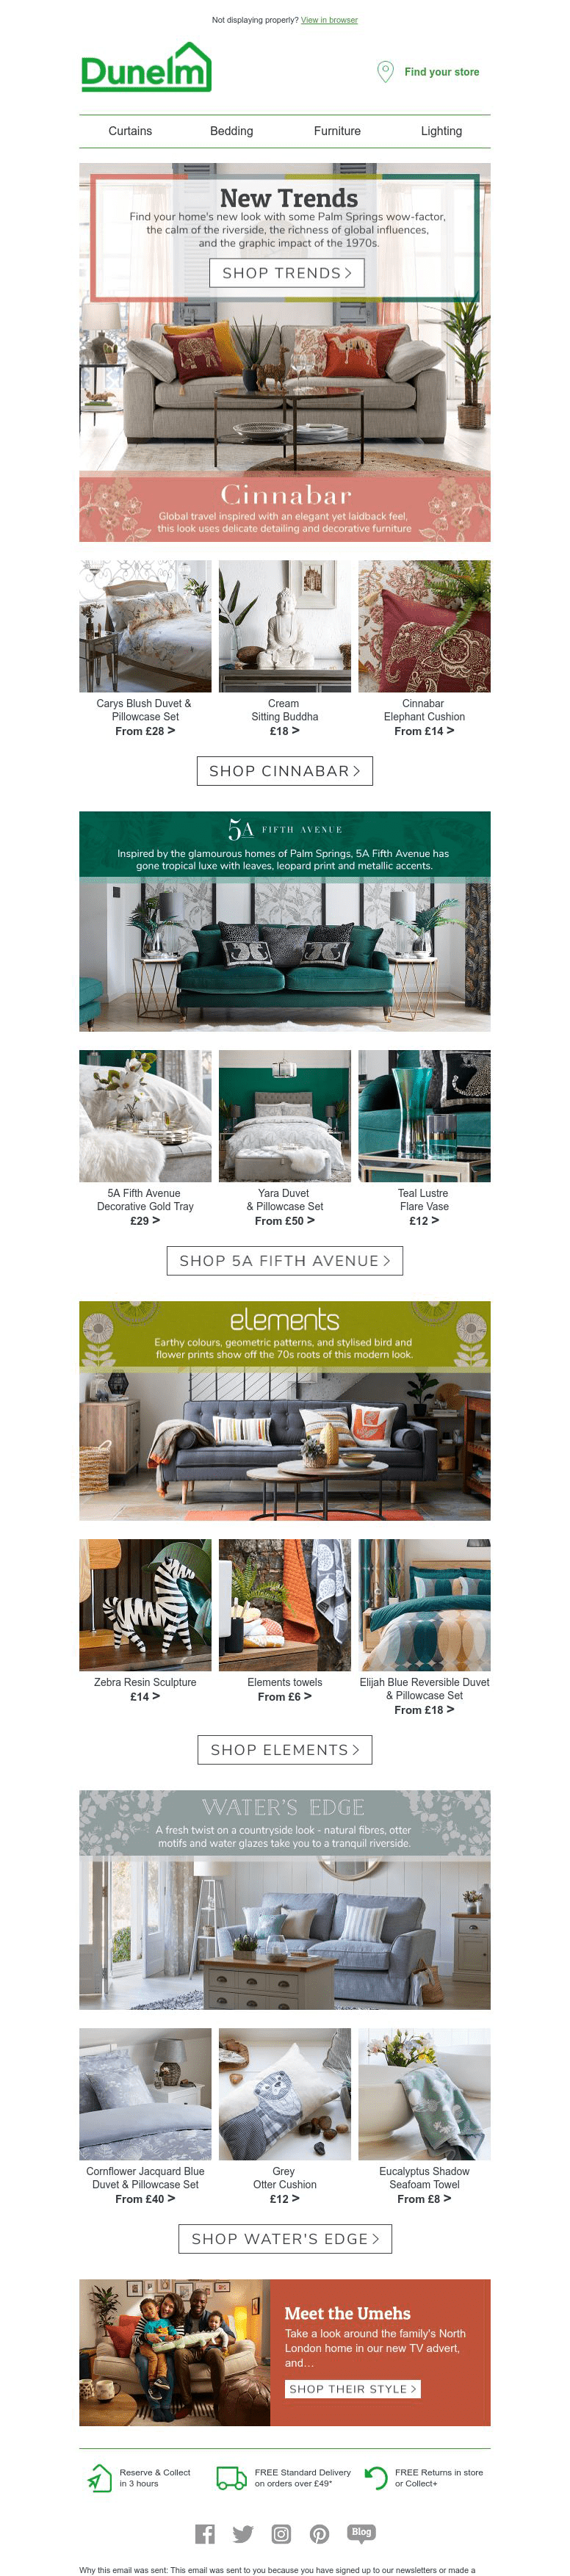 Not displaying properly? View in browser
Dunelm
Find your store
Curtains
Bedding
Furniture
Lighting
New Trends
Find your home's new look with some Palm Springs wow-factor,
the calm of the riverside, the richness of global influences,
and the graphic impact of the 1970s.
SHOP TRENDS >
Cinnabar
Global travel inspired with an elegant yet laidback feel,
this look uses delicate detailing and decorative furniture
Carys Blush Duvet &
Pillowcase Set
From £28 >
Cream
Sitting Buddha
£18 >
Cinnabar
Elephant Cushion
From £14 >
SHOP CINNABAR >
5A FIFTH AVENUE
Inspired by the glamourous homes of Palm Springs, 5A Fifth Avenue has
gone tropical luxe with leaves, leopard print and metallic accents.
5A Fifth Avenue
Decorative Gold Tray
£29 >
Yara Duvet
& Pillowcase Set
From £50 >
Teal Lustre
Flare Vase
£12 >
SHOP 5A FIFTH AVENUE >
elements
Earthy colours, geometric patterns, and stylised bird and
flower prints show off the 70s roots of this modern look.
Zebra Resin Sculpture
£14 >
Elements towels
From £6 >
Elijah Blue Reversible Duvet
& Pillowcase Set
From £18 >
SHOP ELEMENTS >
WATER'S EDGE
A fresh twist on a countryside look - natural fibres, otter
motifs and water glazes take you to a tranquil riverside.
Cornflower Jacquard Blue
Duvet & Pillowcase Set
From £40 >
Grey
Otter Cushion
£12 >
Eucalyptus Shadow
Seafoam Towel
From £8 >
SHOP WATER'S EDGE >
Meet the Umehs
Take a look around the family's North
London home in our new TV advert,
and...
SHOP THEIR STYLE >
Reserve & Collect
in 3 hours
FREE Standard Delivery
on orders over £49*
FREE Returns in store
or Collect+
Blog
Why this email was sent: This email was sent to you because you have signed up to our newsletters or made a